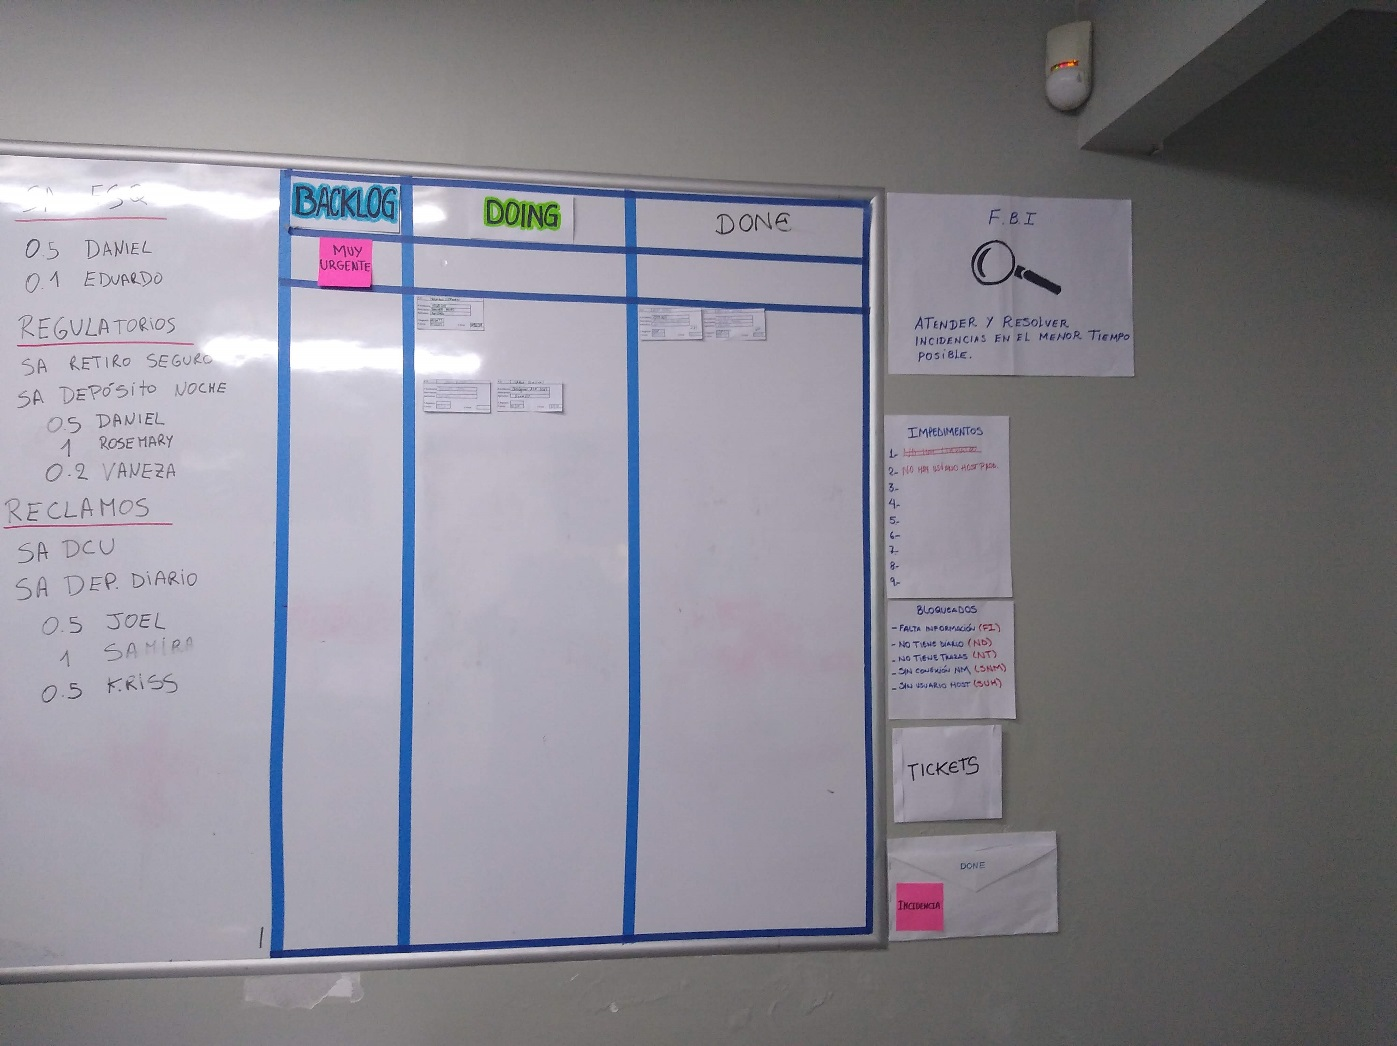 0.5 DANIEL
0.1 EDUARDO
REGULATORIOS
SA RETIRO SEGURO
SA DEPÓSITO NOCHE
0.5 DANIEL
1 ROSEMARY
0.2 VANEZA
RECLAMOS
SA DCU
SA DEP. DIARIO
0.5 JOEL
1 SAMIRA
0.5 KRISS
BACKLOG
DOING
DONE
MUY
URGENTE
F.B.I
ATENDER Y RESOLVER
INCIDENCIAS EN EL MENOR TIEMPO
POSIBLE.
IMPEDIMENTOS
1-
2- NO HAY USUARIO HOST PROD.
3-
4-
5-
6-
7-
8-
9-
BLOQUEADOS
- FALTA INFORMACIÓN (FI)
- NO TIENE DIARIO (ND)
- NO TIENE TRAZAS (NT)
- SIN CONEXIÓN NM (SNM)
- SIN USUARIO HOST (SUH)
TICKETS
DONE
INCIDENCIA